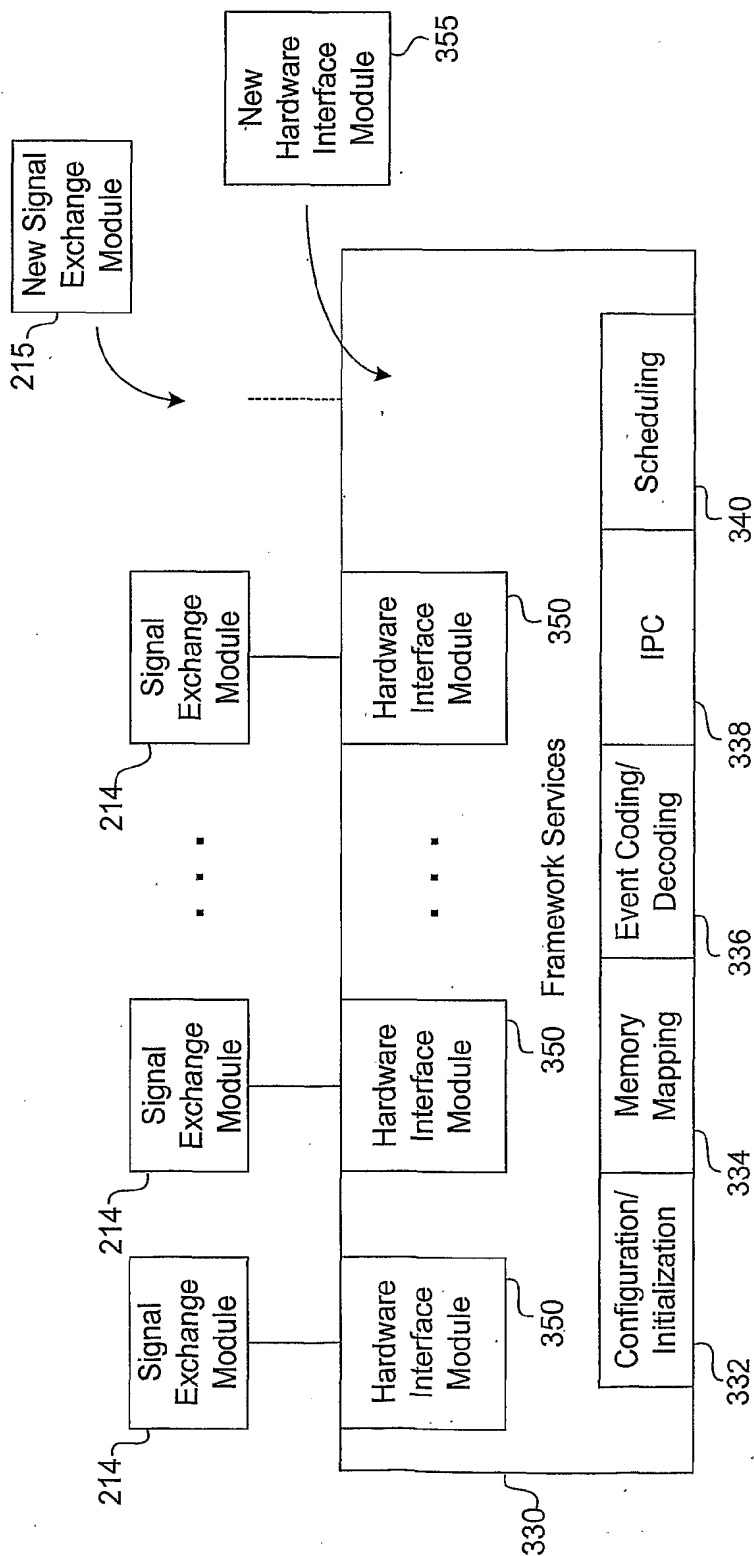 215
New Signal
Exchange
Module
New
Hardware
Interface
Module
355
214
Signal
Exchange
Module
214
Signal
Exchange
Module
214
Signal
Exchange
Module
Hardware
Interface
Module
350
Hardware
Interface
Module
350
Hardware
Interface
Module
350
Framework Services
Configuration/
Initialization
Memory
Mapping
Event Coding/
Decoding
IPC
Scheduling
330
332
334
336
338
340